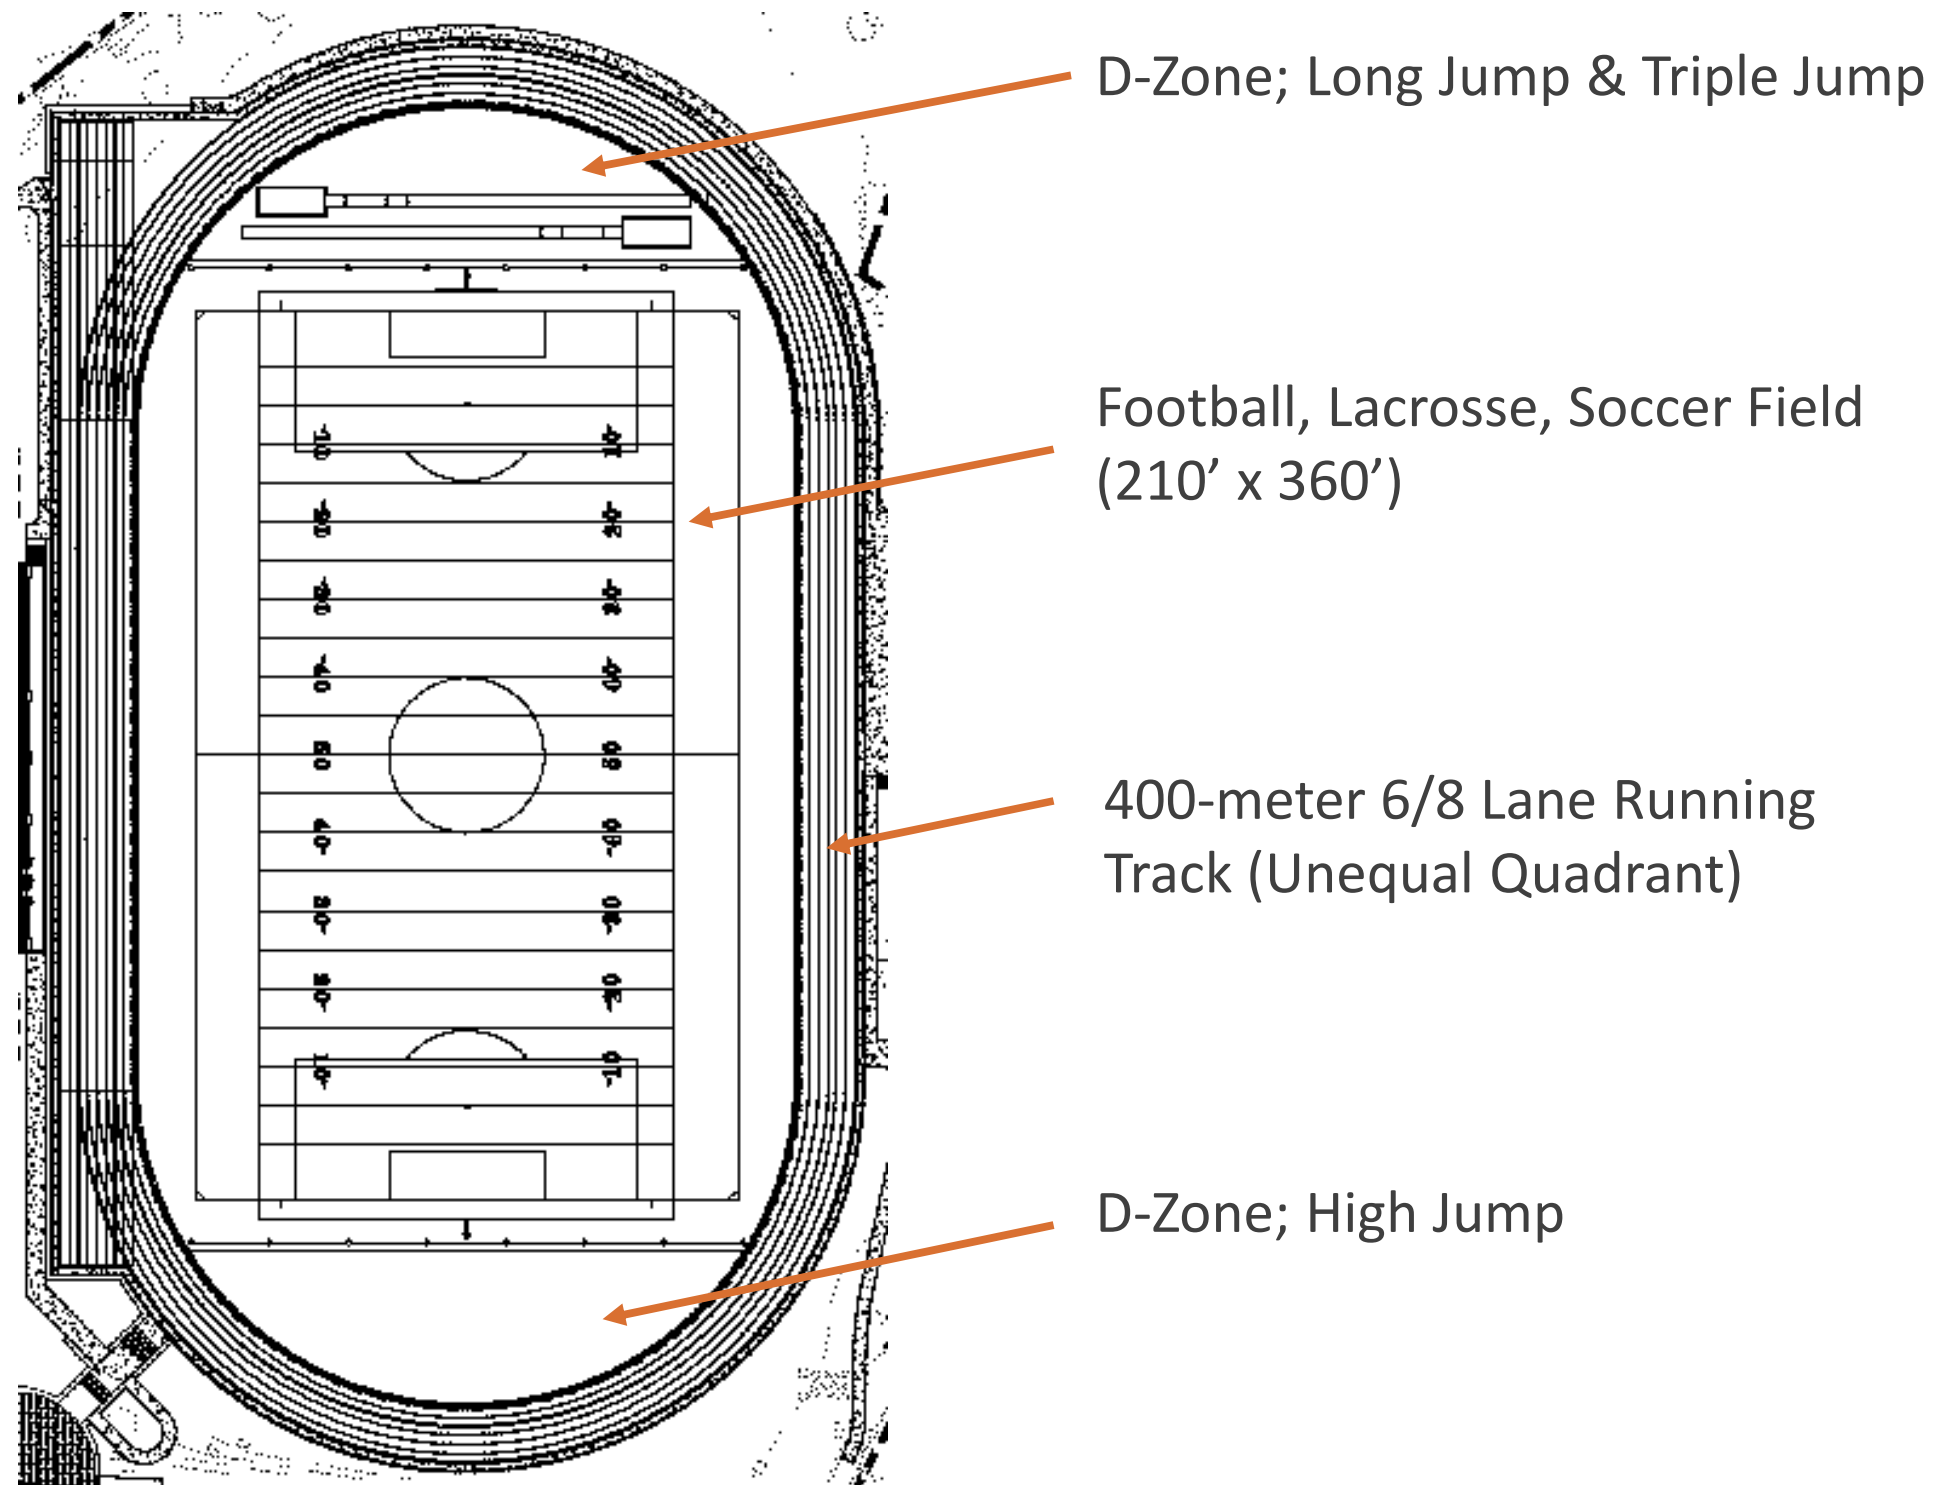 D-Zone; Long Jump & Triple Jump
Football, Lacrosse, Soccer Field
(210’ x 360’)
400-meter 6/8 Lane Running
Track (Unequal Quadrant)
D-Zone; High Jump